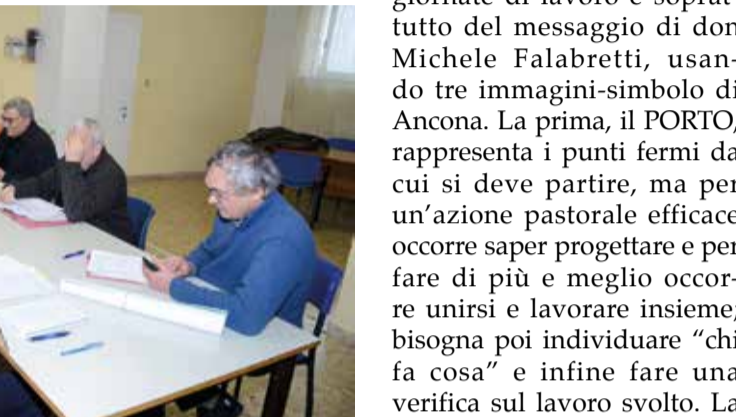 giornate di lavoro e soprat-
tutto del messaggio di don
Michele Falabretti, usan-
do tre immagini-simbolo di
Ancona. La prima, il PORTO,
rappresenta i punti fermi da
cui si deve partire, ma per
un’azione pastorale efficace
occorre saper progettare e per
fare di più e meglio occor-
re unirsi e lavorare insieme;
bisogna poi individuare “chi
fa cosa” e infine fare una
verifica sul lavoro svolto. La